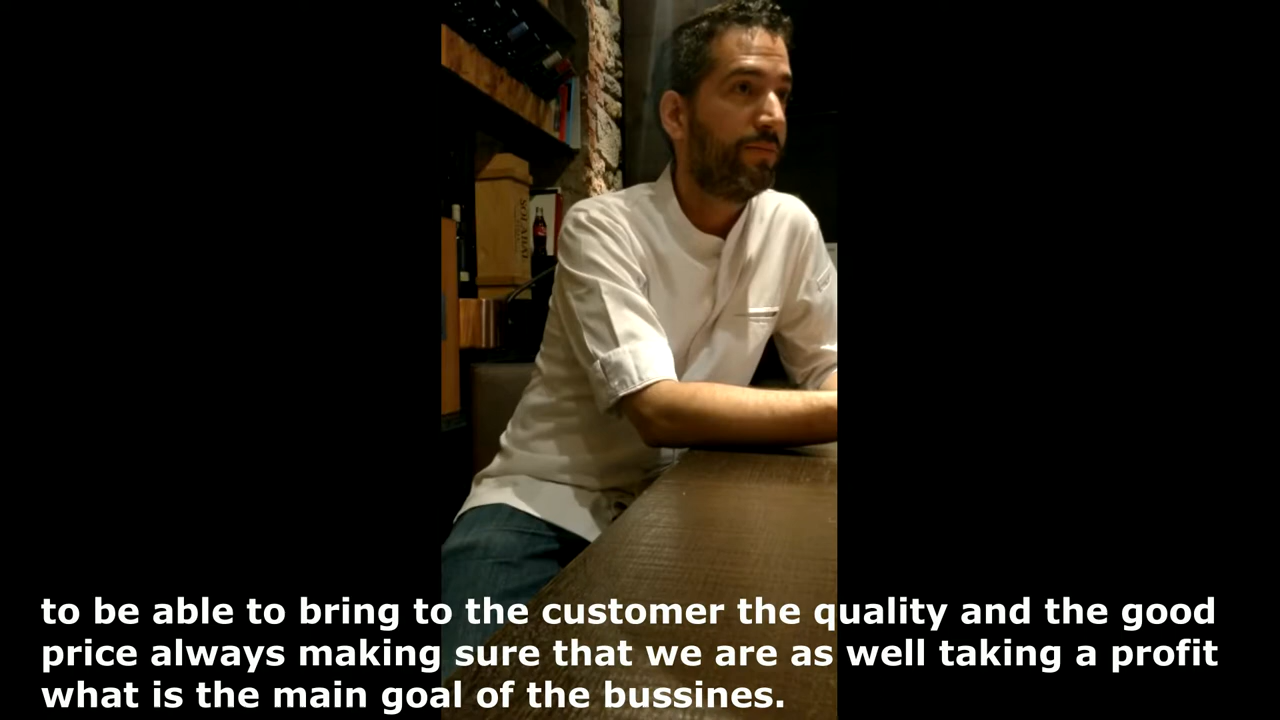 SOLABAL
to be able to bring to the customer the quality and the good
price always making sure that we are as well taking a profit
what is the main goal of the bussines.